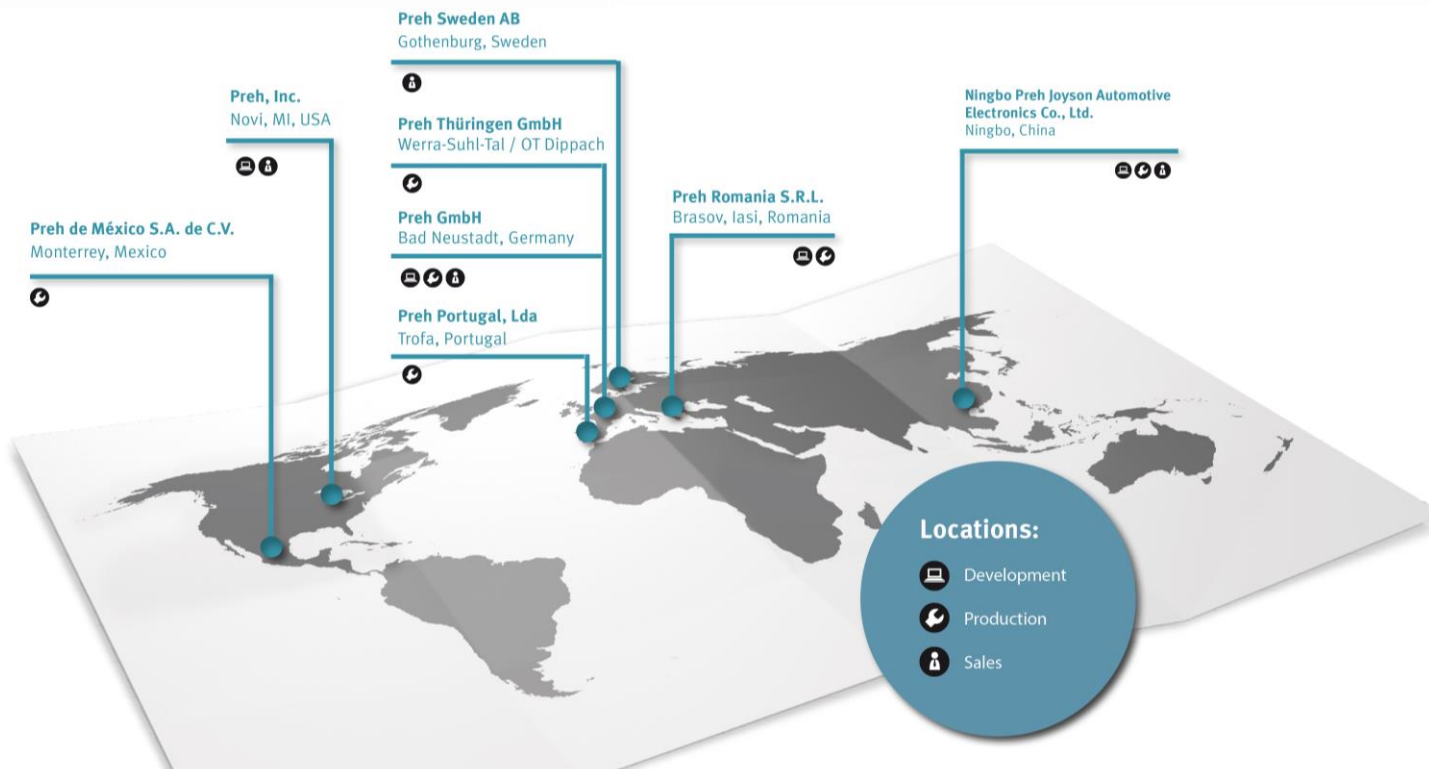 Preh Sweden AB
Gothenburg, Sweden
Preh, Inc.
Novi, MI, USA
Preh Thüringen GmbH
Werra-Suhl-Tal / OT Dippach
Ningbo Preh Joyson Automotive
Electronics Co., Ltd.
Ningbo, China
Preh de México S.A. de C.V.
Monterrey, Mexico
Preh GmbH
Bad Neustadt, Germany
Preh Romania S.R.L.
Brasov, Iasi, Romania
Preh Portugal, Lda
Trofa, Portugal
Locations:
Development
Production
Sales